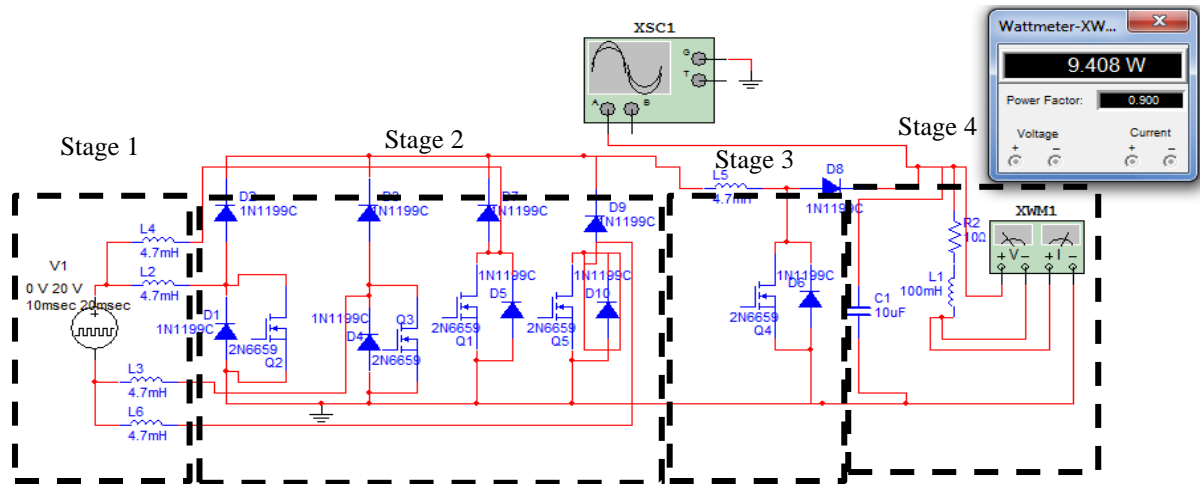 XSC1
G
T
A
B
Wattmeter-XW...
9.408 W
Power Factor:
0.900
Voltage
Current
+
-
+
-
Stage 1
Stage 2
Stage 3
Stage 4
V1
0 V 20 V
10msec 20msec
L4
4.7mH
L2
4.7mH
L3
4.7mH
L6
4.7mH
D2
1N1199C
D1
1N1199C
2N6659
Q2
1N1199C
1N1199C
D4
Q3
2N6659
D7
1N1199C
1N1199C
D5
2N6659
Q1
D9
1N1199C
1N1199C
D10
2N6659
Q5
L5
4.7mH
D8
1N1199C
1N1199C
D6
2N6659
Q4
C1
10uF
R2
10Ω
L1
100mH
XWM1
+ V -
+ I -